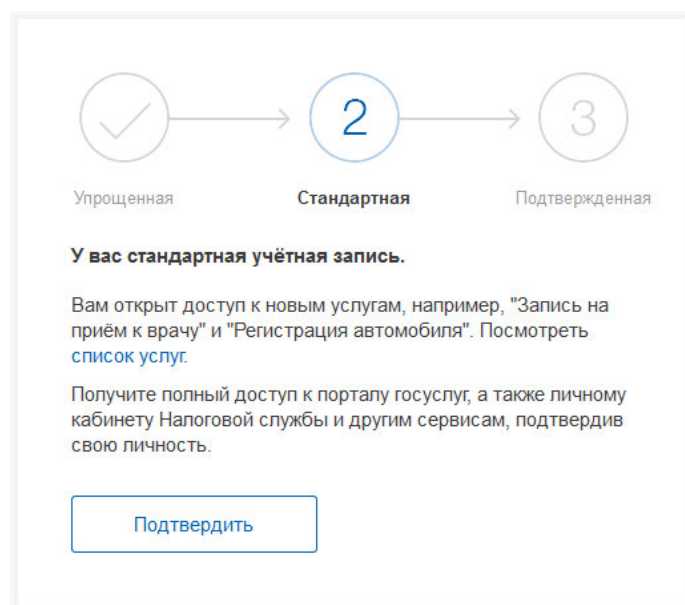 2
3
Упрощенная
Стандартная
Подтвержденная
У вас стандартная учётная запись.
Вам открыт доступ к новым услугам, например, "Запись на
приём к врачу" и "Регистрация автомобиля". Посмотреть
список услуг.
Получите полный доступ к порталу госуслуг, а также личному
кабинету Налоговой службы и другим сервисам, подтвердив
свою личность.
Подтвердить